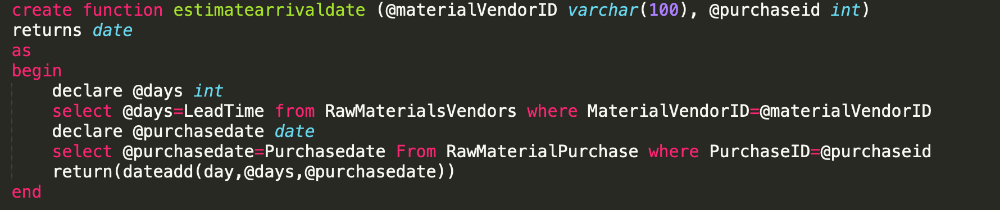 create function estimatearrivaldate (@materialVendorID varchar(100), @purchaseid int)
returns date
as
begin
    declare @days int
    select @days=LeadTime from RawMaterialsVendors where MaterialVendorID=@materialVendorID
    declare @purchasedate date
    select @purchasedate=Purchasedate From RawMaterialPurchase where PurchaseID=@purchaseid
    return(dateadd(day,@days,@purchasedate))
end